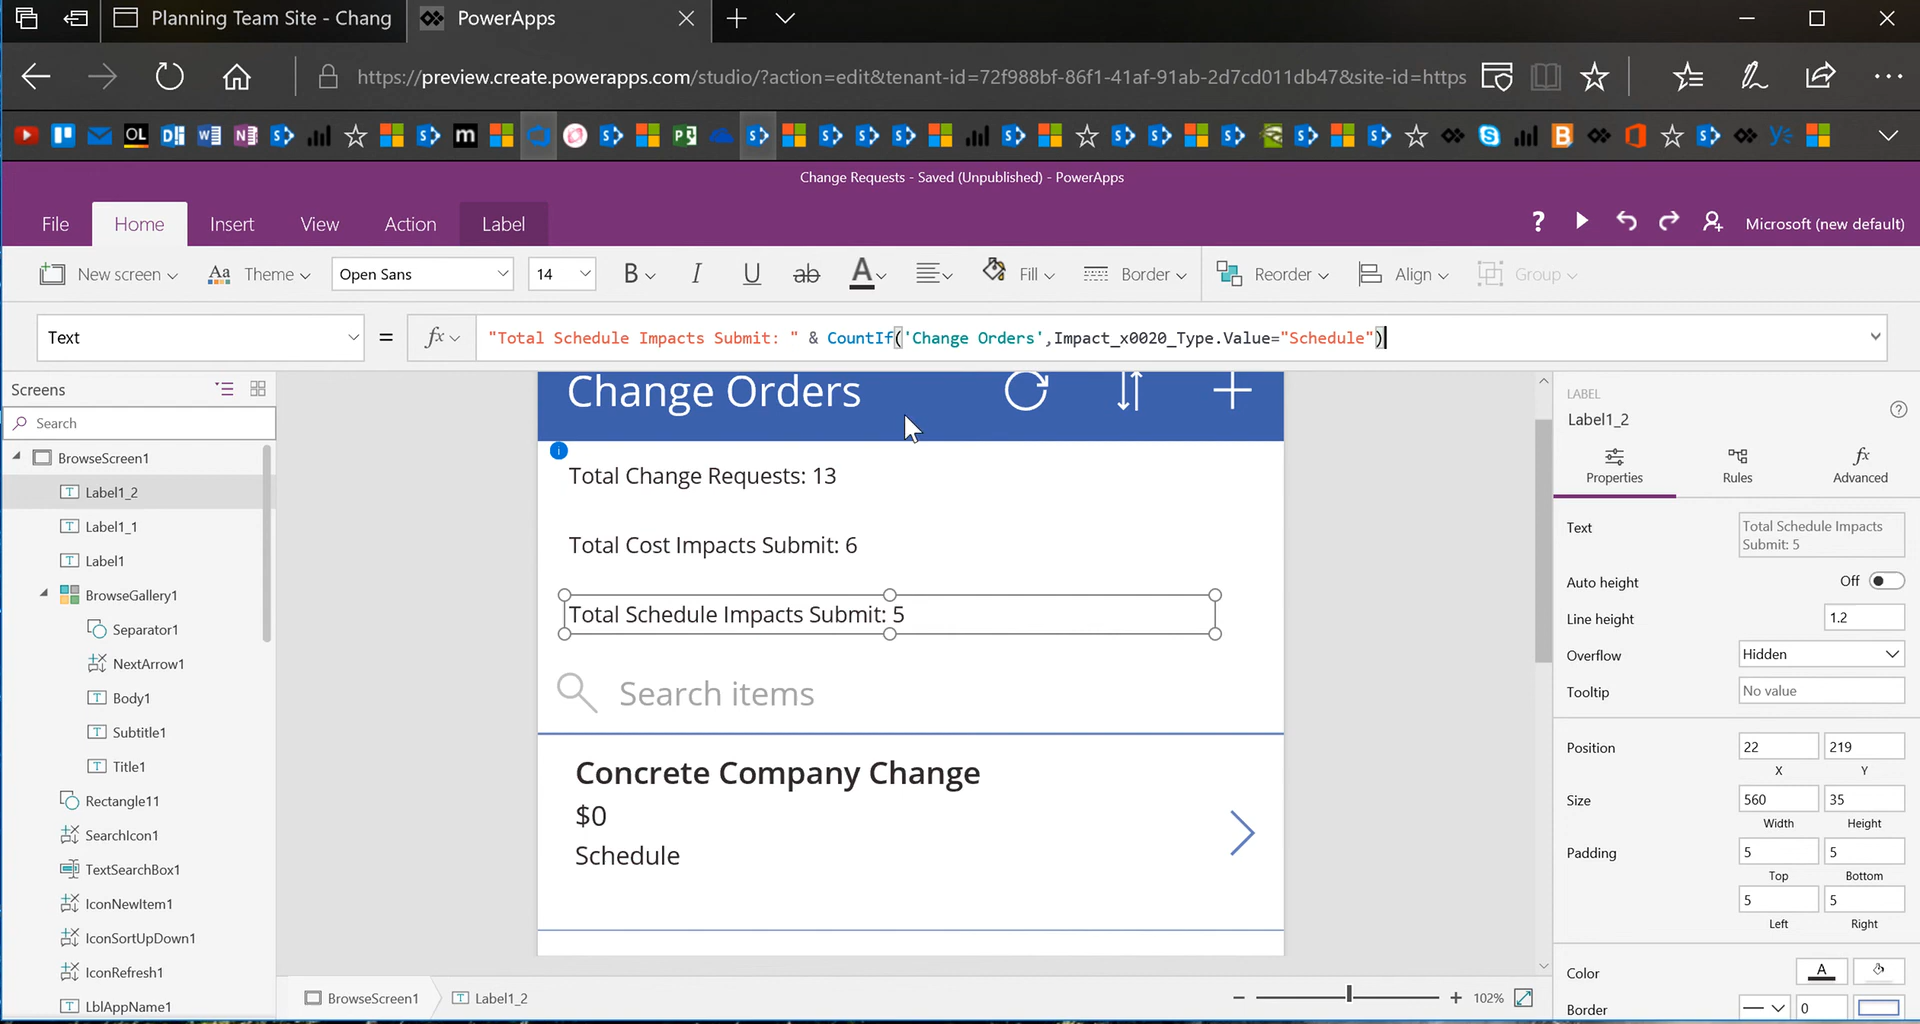 Planning Team Site - Chang
PowerApps
https://preview.create.powerapps.com/studio/?action=edit&tenant-id=72f988bf-86f1-41af-91ab-2d7cd011db47&site-id=https
Change Requests - Saved (Unpublished) - PowerApps
File
Home
Insert
View
Action
Label
?
Microsoft (new default)
New screen
Aa
Theme
Open Sans
14
B
I
U
ab
A
Fill
Border
Reorder
Align
Group
Text
=
fx
"Total Schedule Impacts Submit: " & CountIf('Change Orders',Impact_x0020_Type.Value="Schedule")
Screens
Search
BrowseScreen1
Label1_2
Label1_1
Label1
BrowseGallery1
Separator1
NextArrow1
Body1
Subtitle1
Title1
Rectangle11
SearchIcon1
TextSearchBox1
IconNewItem1
IconSortUpDown1
IconRefresh1
LblAppName1
Change Orders
Total Change Requests: 13
Total Cost Impacts Submit: 6
Total Schedule Impacts Submit: 5
Search items
Concrete Company Change
$0
Schedule
BrowseScreen1
Label1_2
102%
LABEL
Label1_2
Properties
Rules
Advanced
Text
Total Schedule Impacts
Submit: 5
Auto height
Off
Line height
1.2
Overflow
Hidden
Tooltip
No value
Position
22
219
X
Y
Size
560
35
Width
Height
Padding
5
5
Top
Bottom
5
5
Left
Right
Color
A
Border
0